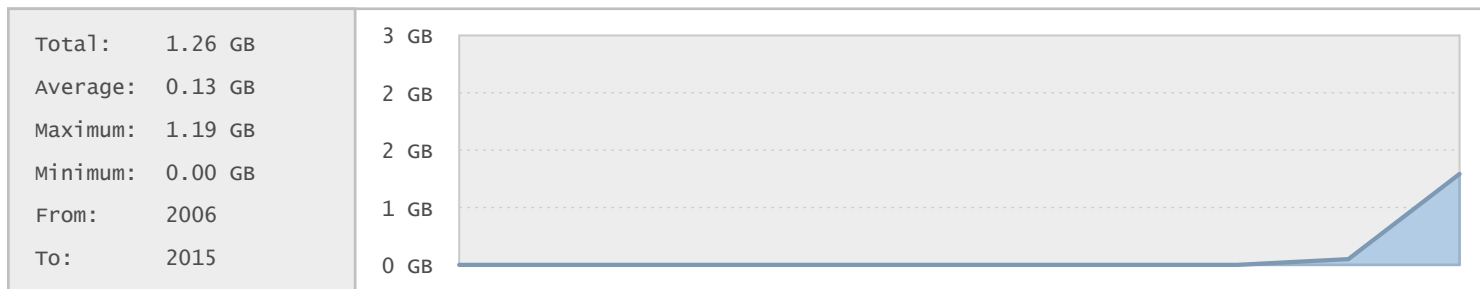 Total: 1.26 GB
Average: 0.13 GB
Maximum: 1.19 GB
Minimum: 0.00 GB
From: 2006
To: 2015
3 GB
2 GB
2 GB
1 GB
0 GB